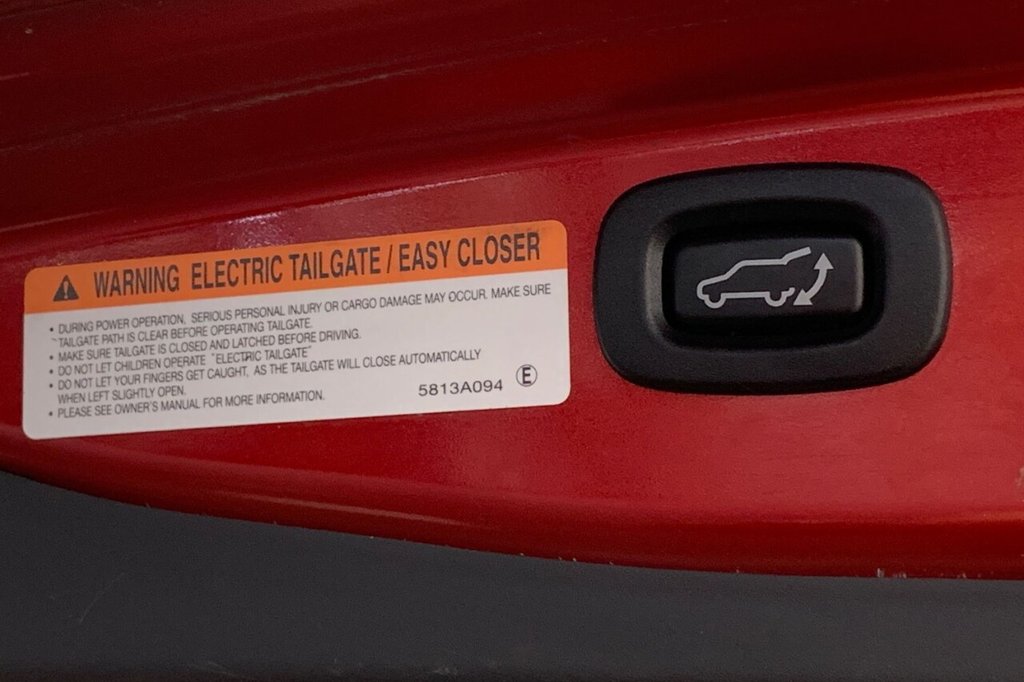 WARNING ELECTRIC TAILGATE / EASY CLOSER
• DURING POWER OPERATION, SERIOUS PERSONAL INJURY OR CARGO DAMAGE MAY OCCUR. MAKE SURE
TAILGATE PATH IS CLEAR BEFORE OPERATING TAILGATE.
• MAKE SURE TAILGATE IS CLOSED AND LATCHED BEFORE DRIVING.
• DO NOT LET CHILDREN OPERATE "ELECTRIC TAILGATE"
• DO NOT LET YOUR FINGERS GET CAUGHT, AS THE TAILGATE WILL CLOSE AUTOMATICALLY
WHEN LEFT SLIGHTLY OPEN.
• PLEASE SEE OWNER'S MANUAL FOR MORE INFORMATION.
5813A094 Ⓔ